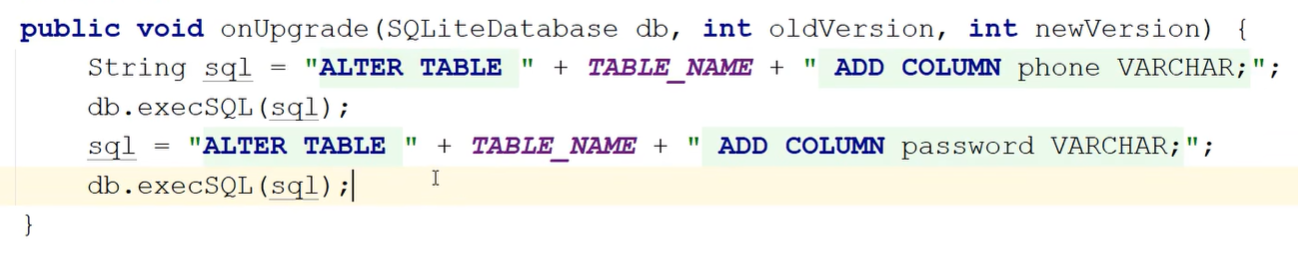 public void onUpgrade(SQLiteDatabase db, int oldVersion, int newVersion) {
String sql = "ALTER TABLE " + TABLE_NAME + " ADD COLUMN phone VARCHAR;";
db.execSQL(sql);
sql = "ALTER TABLE " + TABLE_NAME + " ADD COLUMN password VARCHAR;";
db.execSQL(sql);
}